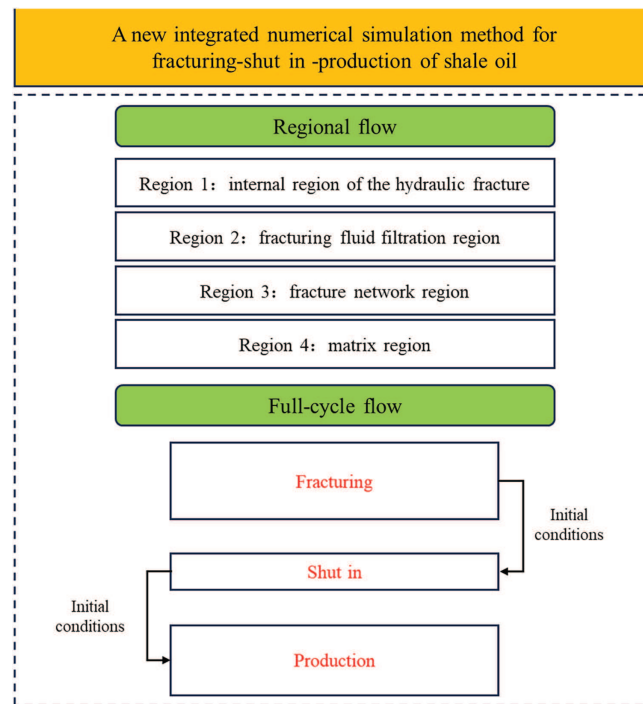 A new integrated numerical simulation method for
fracturing-shut in -production of shale oil
Regional flow
Region 1：internal region of the hydraulic fracture
Region 2：fracturing fluid filtration region
Region 3：fracture network region
Region 4：matrix region
Full-cycle flow
Fracturing
Initial
conditions
Shut in
Initial
conditions
Production